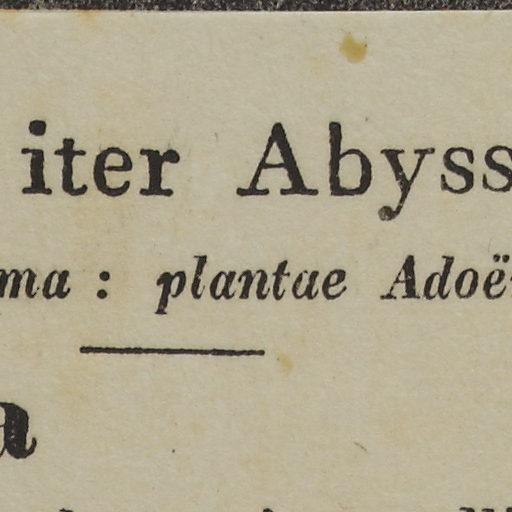 iter Abyss
ma : plantae Adoë
a